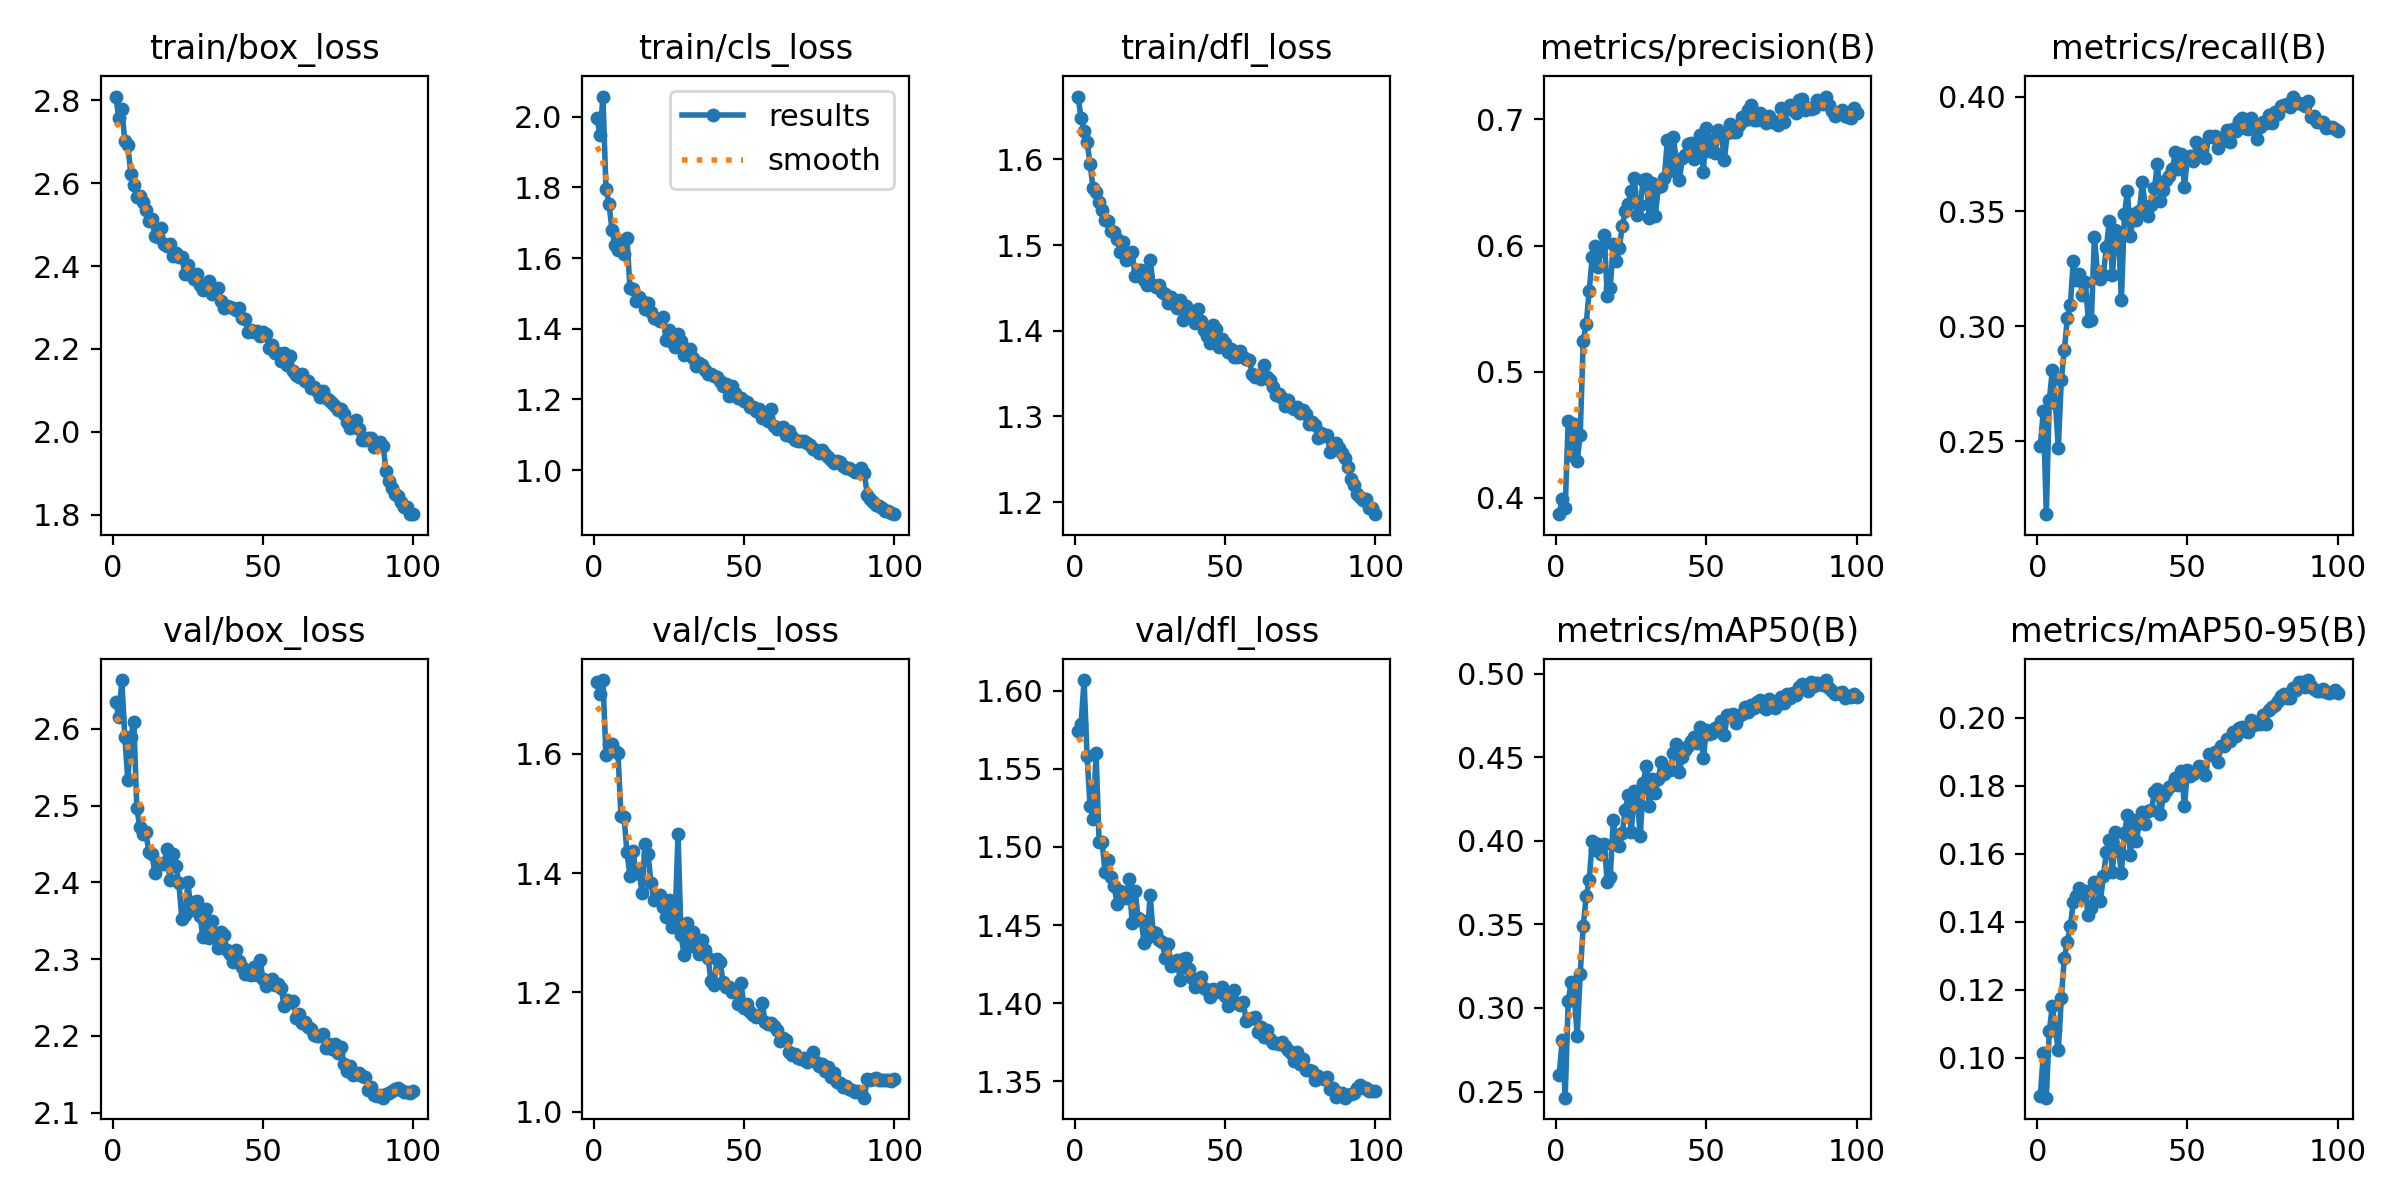 train/box_loss
2.8
2.6
2.4
2.2
2.0
1.8
0 50 100
train/cls_loss
results
smooth
2.0
1.8
1.6
1.4
1.2
1.0
0 50 100
train/dfl_loss
1.6
1.5
1.4
1.3
1.2
0 50 100
metrics/precision(B)
0.7
0.6
0.5
0.4
0 50 100
metrics/recall(B)
0.40
0.35
0.30
0.25
0 50 100
val/box_loss
2.6
2.5
2.4
2.3
2.2
2.1
0 50 100
val/cls_loss
1.6
1.4
1.2
1.0
0 50 100
val/dfl_loss
1.60
1.55
1.50
1.45
1.40
1.35
0 50 100
metrics/mAP50(B)
0.50
0.45
0.40
0.35
0.30
0.25
0 50 100
metrics/mAP50-95(B)
0.20
0.18
0.16
0.14
0.12
0.10
0 50 100